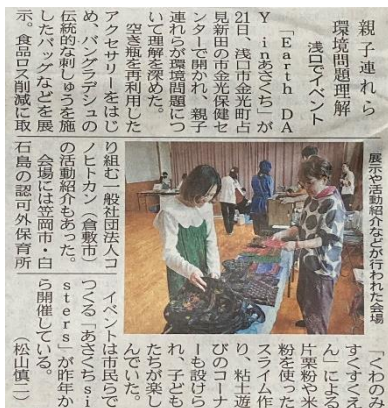 親子連れら
環境問題理解
浅口でイベント
「Earth DA
Y inあさくち」が
21日、浅口市金光町占
見新田の市金光保健セ
ンターで開かれ、親子
連れらが環境問題につ
いて理解を深めた。
空き瓶を再利用した
アクセサリーをはじ
め、バングラデシュの
伝統的な刺しゅうを施
したバッグなどを展
示。食品ロス削減に取
り組む一般社団法人コ
ノヒトカン(倉敷市)
の活動紹介もあった。
会場には笠岡市・白
石島の認可外保育所
展示や活動紹介などが行われた会場
「くわのみ
すくすくえ
ん」による
片栗粉や米
粉を使った
スライム作
り、粘土遊
びのコーナ
ーも設けら
れ、子ども
たちが楽し
んでいた。
イベントは市民らで
つくる「あさくちsi
sters」が昨年か
ら開催している。
(松山慎二)